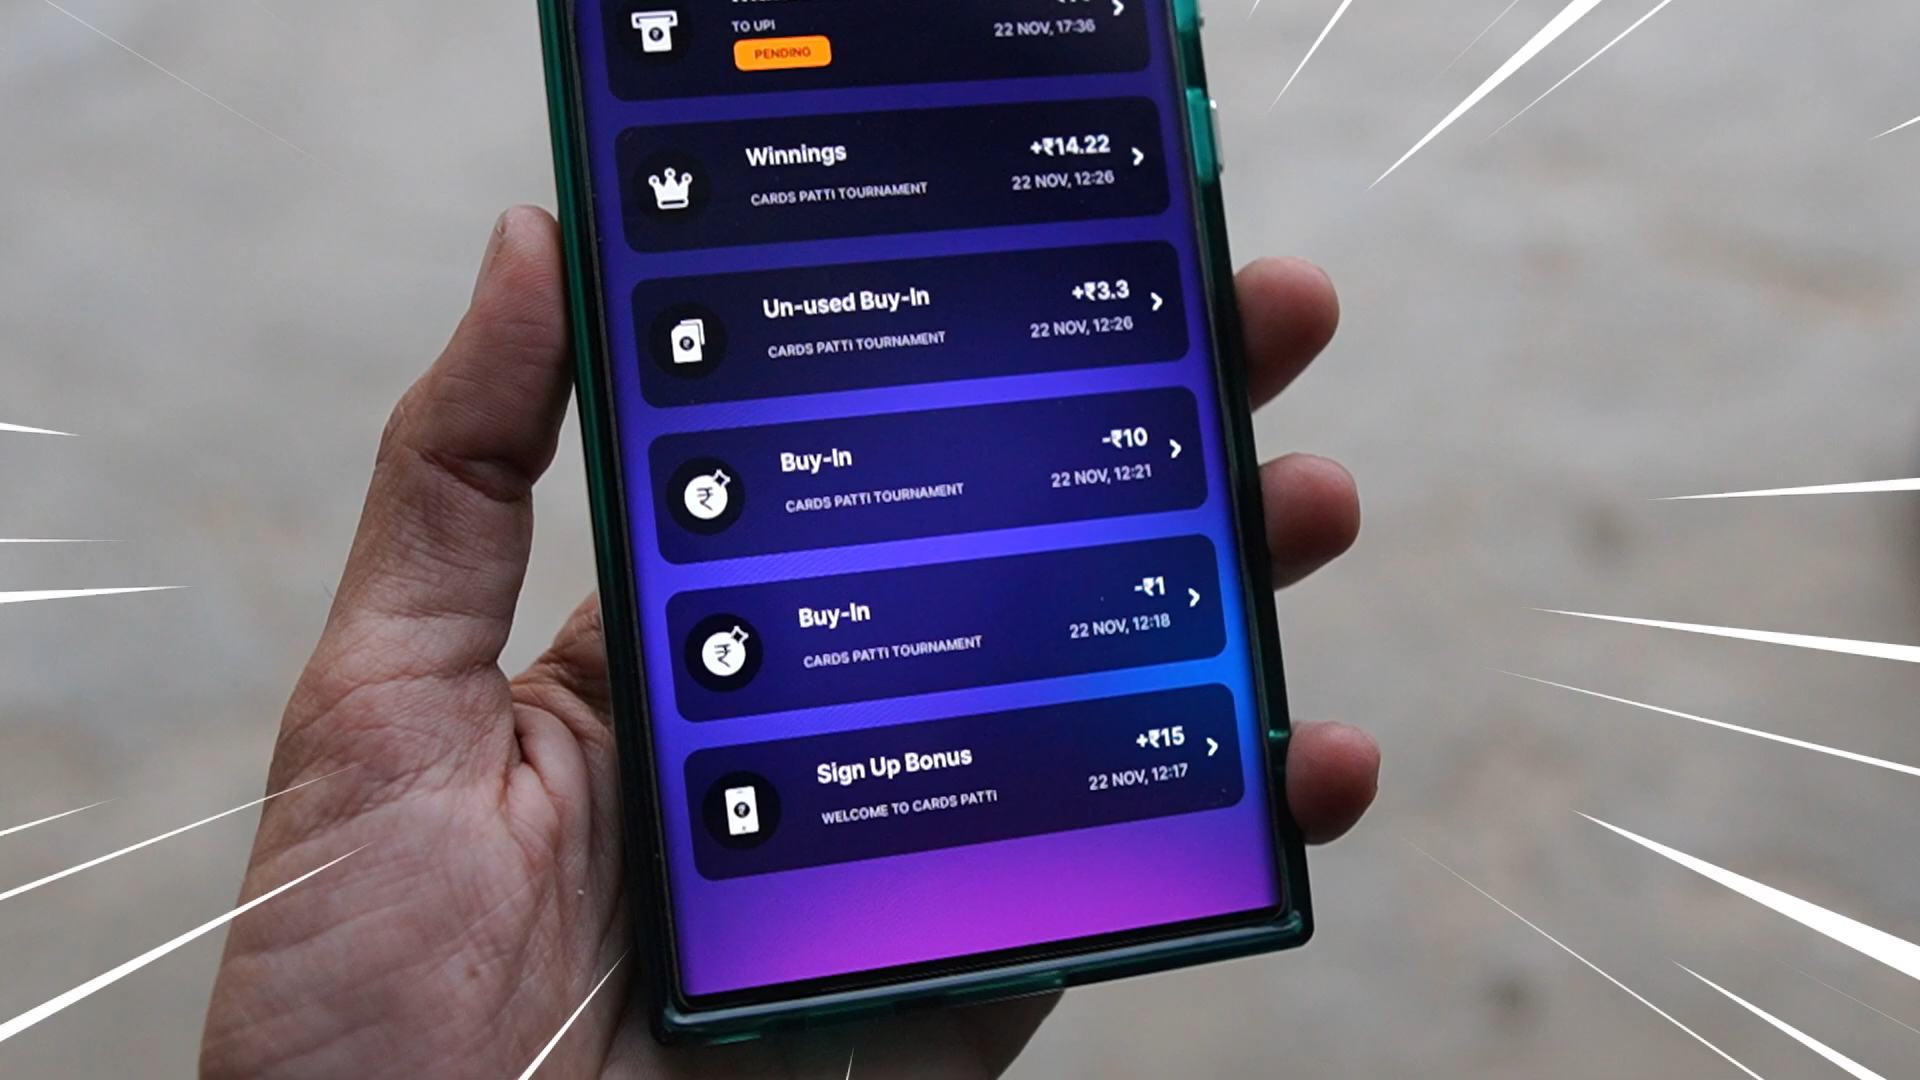 TO UPI
22 NOV, 17:36
PENDING
Winnings
+₹14.22
CARDS PATTI TOURNAMENT
22 NOV, 12:26
Un-used Buy-In
+₹3.3
CARDS PATTI TOURNAMENT
22 NOV, 12:26
Buy-In
-₹10
CARDS PATTI TOURNAMENT
22 NOV, 12:21
Buy-In
-₹1
CARDS PATTI TOURNAMENT
22 NOV, 12:18
Sign Up Bonus
+₹15
WELCOME TO CARDS PATTI
22 NOV, 12:17